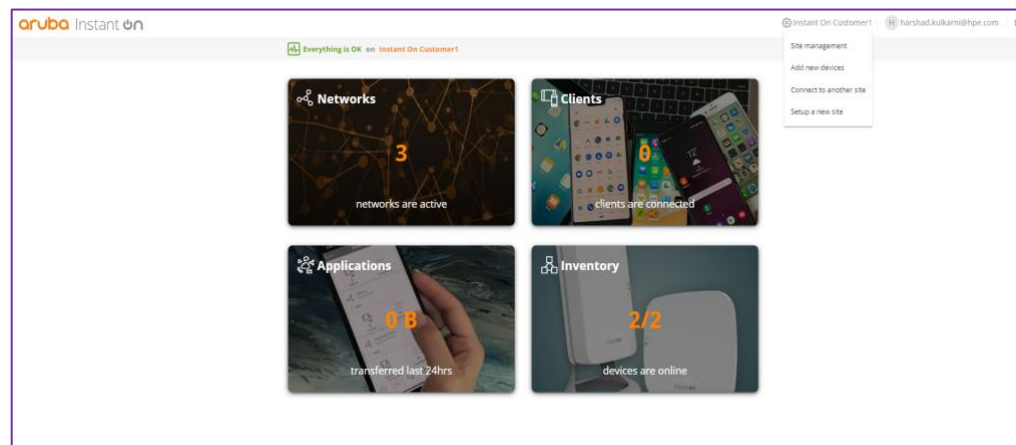 aruba Instant On
Instant On Customer1
H harshad.kulkarni@hpe.com
Everything is OK on Instant On Customer1
Site management
Add new devices
Connect to another site
Setup a new site
Networks
3
networks are active
Clients
0
clients are connected
Applications
0 B
transferred last 24hrs
Inventory
2/2
devices are online